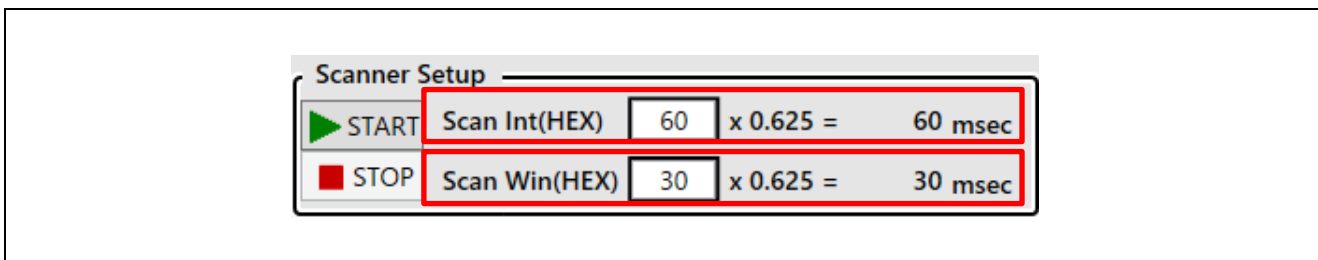 Scanner Setup
START Scan Int(HEX) 60 x 0.625 = 60 msec
STOP Scan Win(HEX) 30 x 0.625 = 30 msec